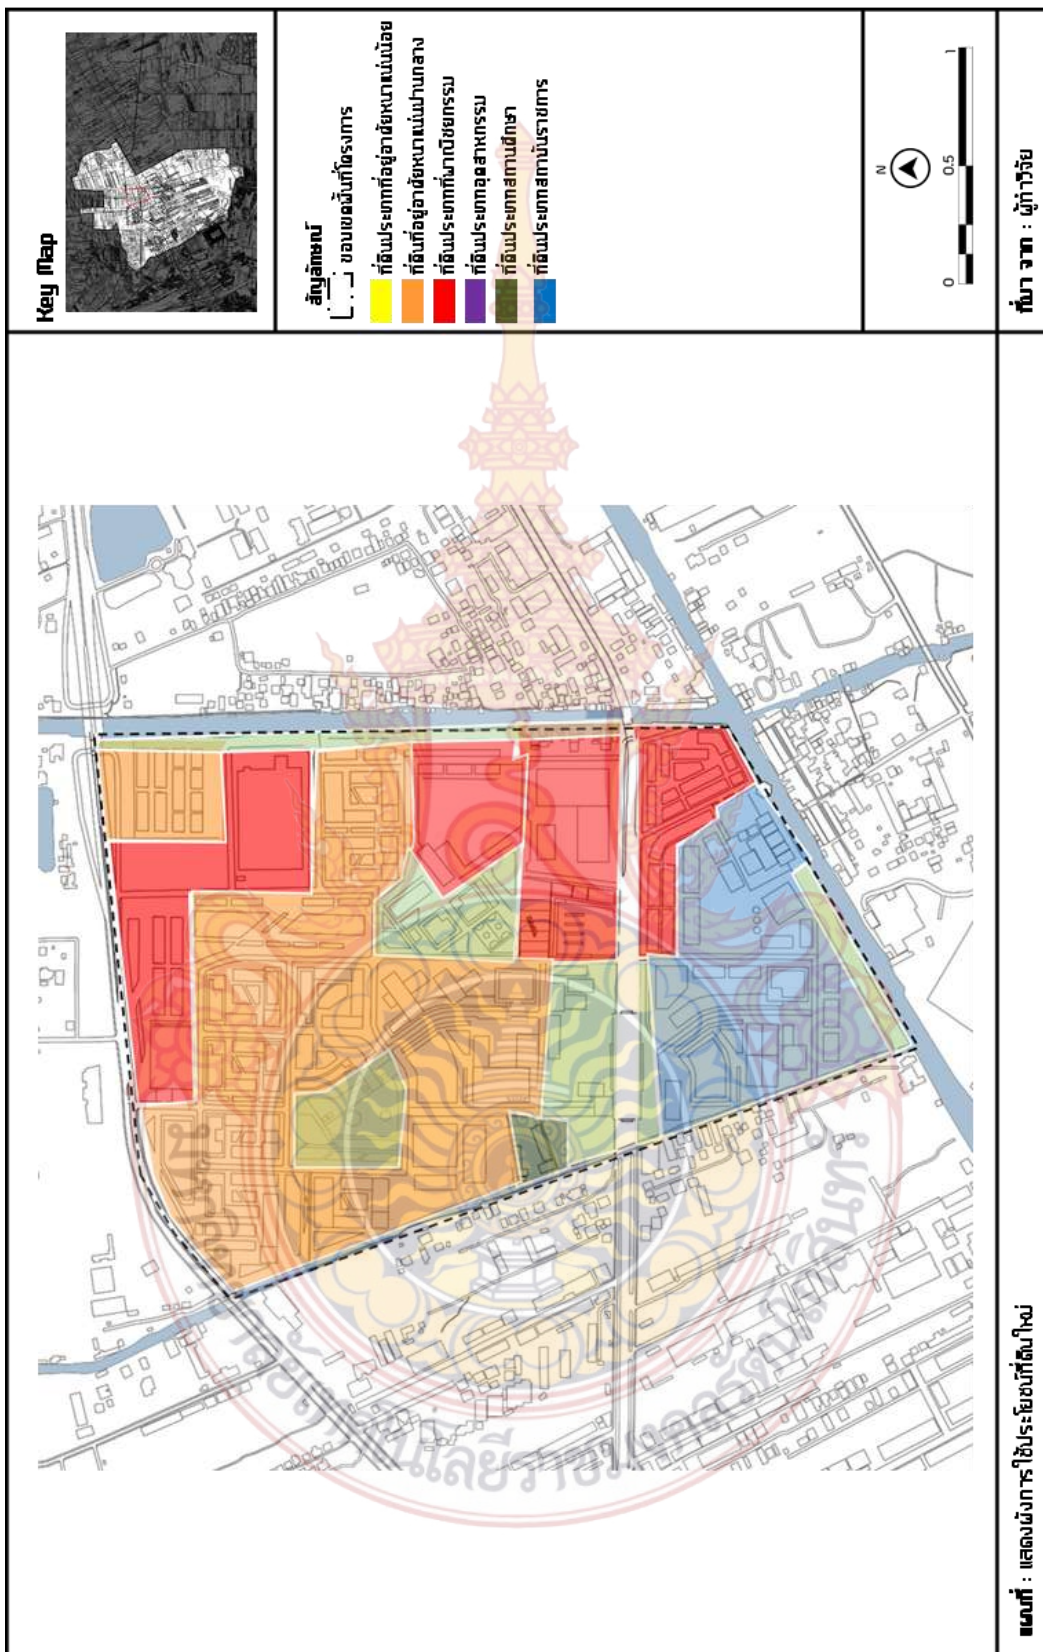 Key Map
สัญลักษณ์
ขอบเขตพื้นที่โครงการ
ที่ดินประเภทที่อยู่อาศัยหนาแน่นน้อย
ที่ดินที่อยู่อาศัยหนาแน่นปานกลาง
ที่ดินประเภทที่พาณิชยกรรม
ที่ดินประเภทอุตสาหกรรม
ที่ดินประเภทสถานศึกษา
ที่ดินประเภทสถาบันราชการ
N
0 0.5 1
ที่มา จาก : ผู้ทำวิจัย
แผนที่ : แสดงผังการใช้ประโยชน์ที่ดินใหม่